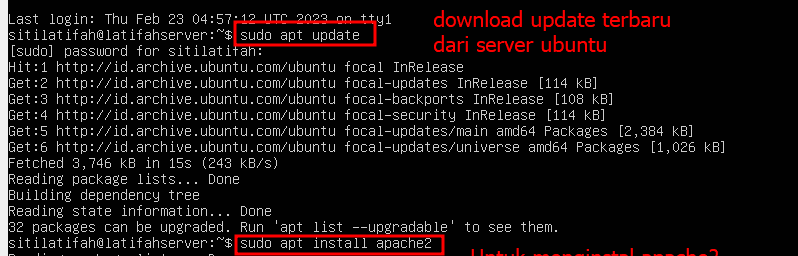 Last login: Thu Feb 23 04:57:12 UTC 2023 on tty1
download update terbaru
sitilatifah@latifahserver:~$ sudo apt update
dari server ubuntu
[sudo] password for sitilatifah:
Hit:1 http://id.archive.ubuntu.com/ubuntu focal InRelease
Get:2 http://id.archive.ubuntu.com/ubuntu focal-updates InRelease [114 kB]
Get:3 http://id.archive.ubuntu.com/ubuntu focal-backports InRelease [108 kB]
Get:4 http://id.archive.ubuntu.com/ubuntu focal-security InRelease [114 kB]
Get:5 http://id.archive.ubuntu.com/ubuntu focal-updates/main amd64 Packages [2,384 kB]
Get:6 http://id.archive.ubuntu.com/ubuntu focal-updates/universe amd64 Packages [1,026 kB]
Fetched 3,746 kB in 15s (243 kB/s)
Reading package lists... Done
Building dependency tree
Reading state information... Done
32 packages can be upgraded. Run 'apt list --upgradable' to see them.
sitilatifah@latifahserver:~$ sudo apt install apache2
Untuk menginstal apache2